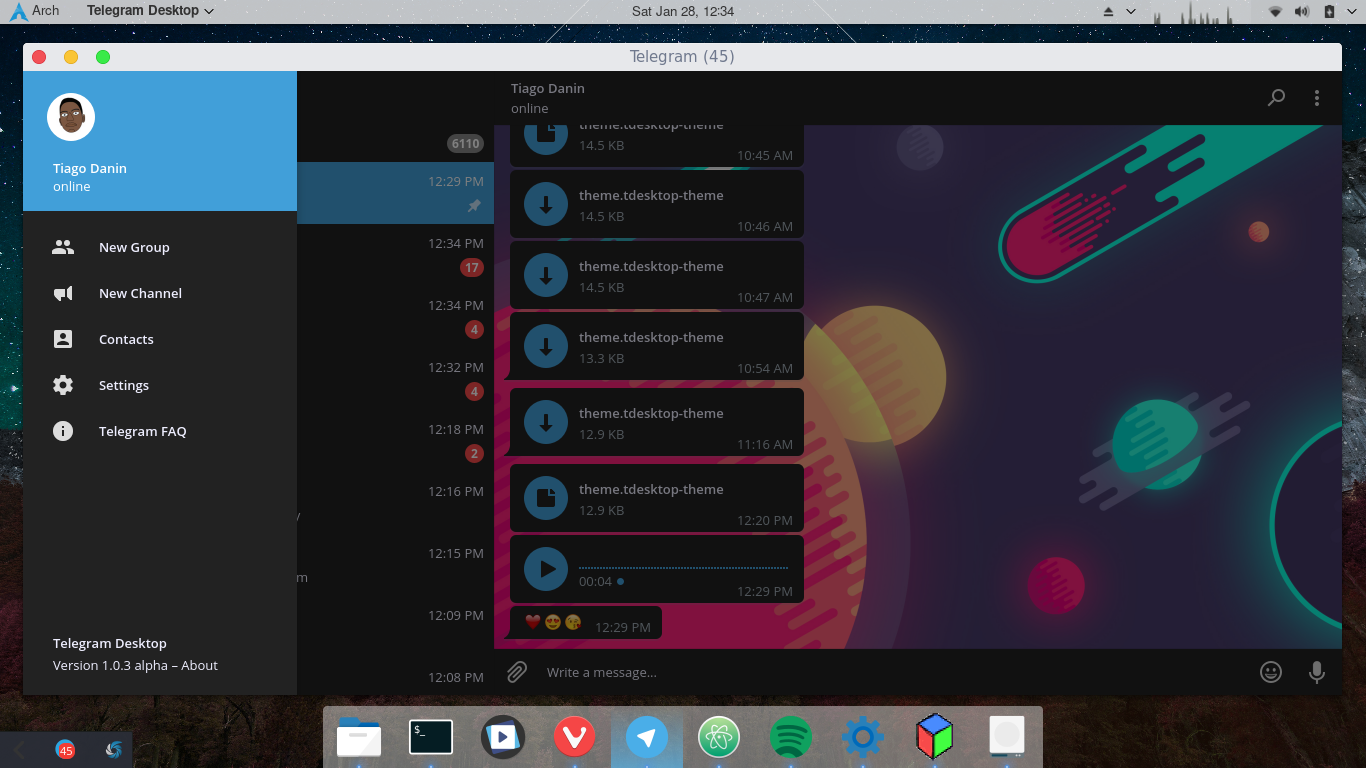 Arch Telegram Desktop Sat Jan 28, 12:34
Telegram (45)
Tiago Danin
online
New Group
New Channel
Contacts
Settings
Telegram FAQ
Telegram Desktop
Version 1.0.3 alpha – About
6110
12:29 PM
12:34 PM
17
12:34 PM
4
12:32 PM
4
12:18 PM
2
12:16 PM
12:15 PM
m
12:09 PM
12:08 PM
Tiago Danin
online
theme.tdesktop-theme
14.5 KB
10:45 AM
theme.tdesktop-theme
14.5 KB
10:46 AM
theme.tdesktop-theme
14.5 KB
10:47 AM
theme.tdesktop-theme
13.3 KB
10:54 AM
theme.tdesktop-theme
12.9 KB
11:16 AM
theme.tdesktop-theme
12.9 KB
12:20 PM
00:04
12:29 PM
❤😍😘 12:29 PM
Write a message...
$_
45